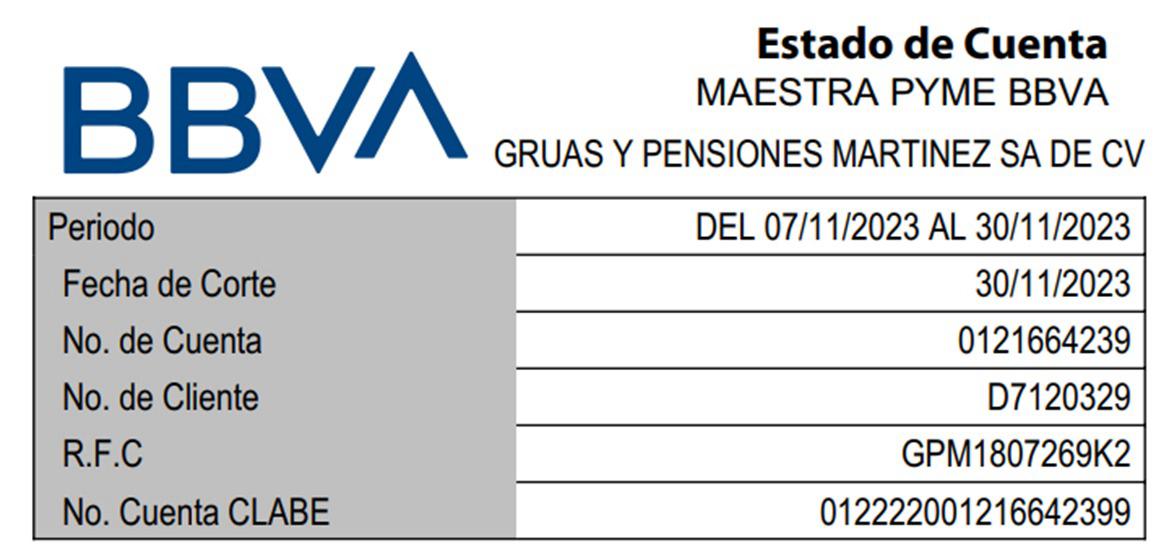 BBVA
Estado de Cuenta
MAESTRA PYME BBVA
GRUAS Y PENSIONES MARTINEZ SA DE CV
Periodo DEL 07/11/2023 AL 30/11/2023
Fecha de Corte 30/11/2023
No. de Cuenta 0121664239
No. de Cliente D7120329
R.F.C GPM1807269K2
No. Cuenta CLABE 012222001216642399